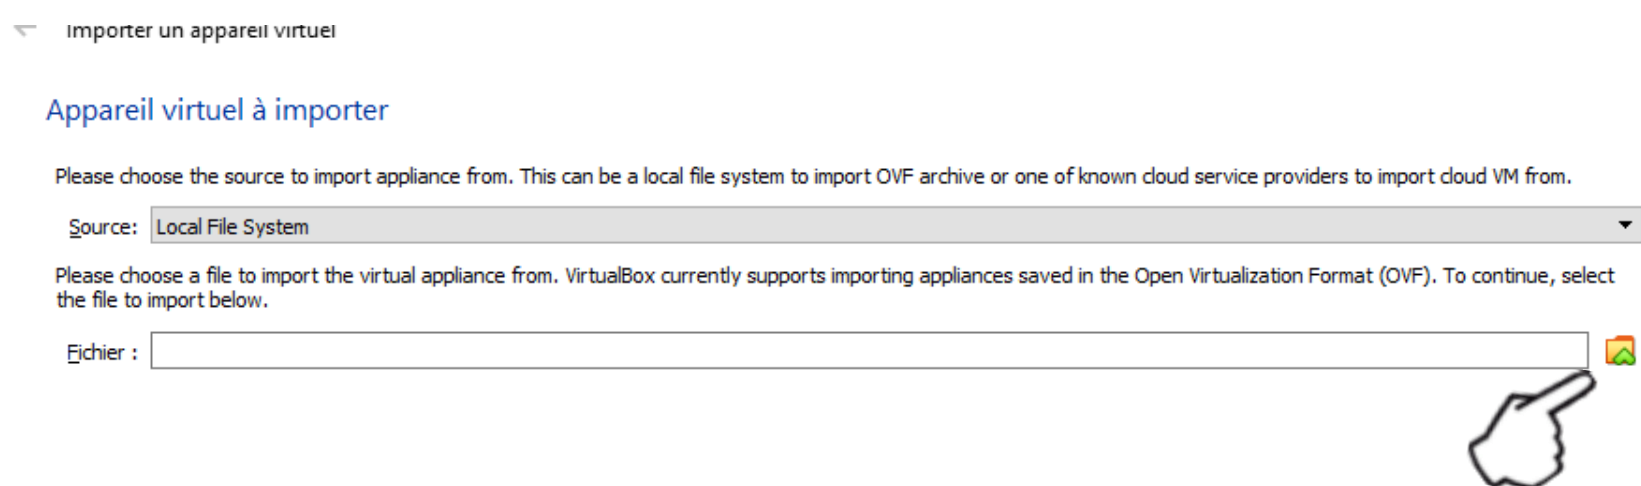 Importer un appareil virtuel
Appareil virtuel à importer
Please choose the source to import appliance from. This can be a local file system to import OVF archive or one of known cloud service providers to import cloud VM from.
Source: Local File System
Please choose a file to import the virtual appliance from. VirtualBox currently supports importing appliances saved in the Open Virtualization Format (OVF). To continue, select
the file to import below.
Fichier :